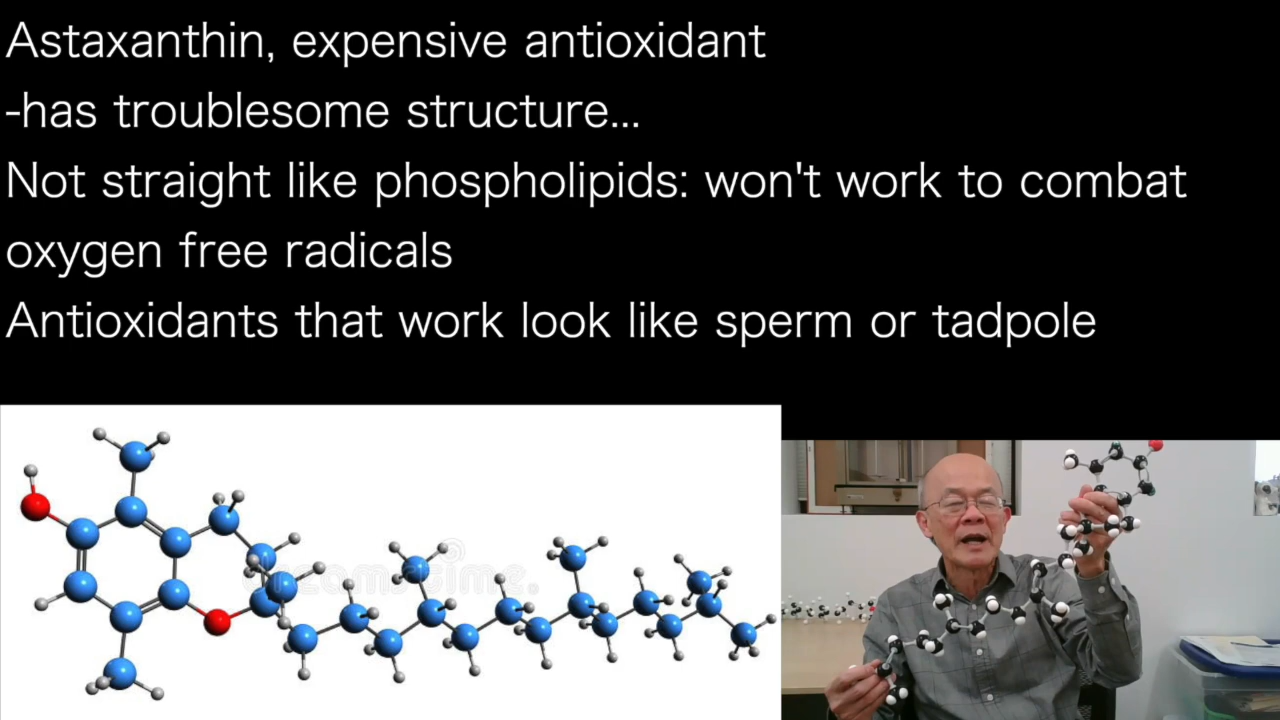 Astaxanthin, expensive antioxidant
-has troublesome structure...
Not straight like phospholipids: won't work to combat
oxygen free radicals
Antioxidants that work look like sperm or tadpole
dreamstime.